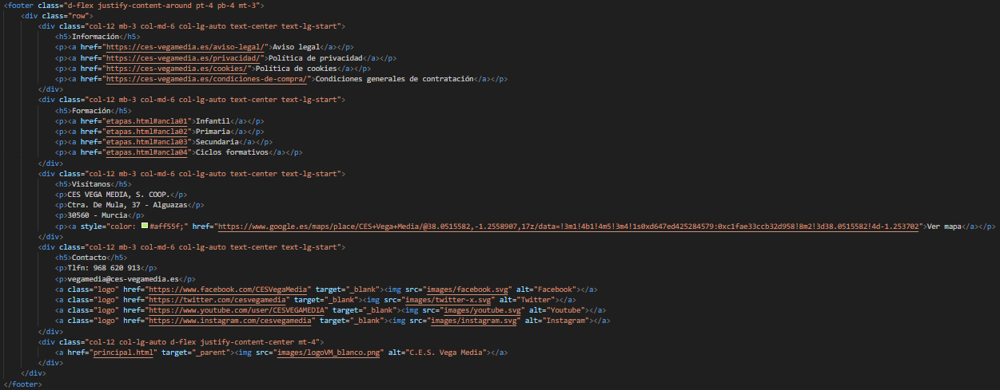 <footer class="d-flex justify-content-around pt-4 pb-4 mt-3">
<div class="row">
<div class="col-12 mb-3 col-md-6 col-lg-auto text-center text-lg-start">
<h5>Información</h5>
<p><a href="https://ces-vegamedia.es/aviso-legal/">Aviso legal</a></p>
<p><a href="https://ces-vegamedia.es/privacidad/">Política de privacidad</a></p>
<p><a href="https://ces-vegamedia.es/cookies/">Política de cookies</a></p>
<p><a href="https://ces-vegamedia.es/condiciones-de-compra/">Condiciones generales de contratación</a></p>
</div>
<div class="col-12 mb-3 col-md-6 col-lg-auto text-center text-lg-start">
<h5>Formación</h5>
<p><a href="etapas.html#ancla01">Infantil</a></p>
<p><a href="etapas.html#ancla02">Primaria</a></p>
<p><a href="etapas.html#ancla03">Secundaria</a></p>
<p><a href="etapas.html#ancla04">Ciclos formativos</a></p>
</div>
<div class="col-12 mb-3 col-md-6 col-lg-auto text-center text-lg-start">
<h5>Visítanos</h5>
<p>CES VEGA MEDIA, S. COOP.</p>
<p>Ctra. De Mula, 37 - Alguazas</p>
<p>30560 - Murcia</p>
<p><a style="color: #aff55f;" href="https://www.google.es/maps/place/CES+Vega+Media/@38.0515582,-1.2558907,17z/data=!3m1!4b1!4m5!3m4!1s0xd647ed425284579:0xc1fae33ccb32d958!8m2!3d38.0515582!4d-1.253702">Ver mapa</a></p>
</div>
<div class="col-12 mb-3 col-md-6 col-lg-auto text-center text-lg-start">
<h5>Contacto</h5>
<p>Tlfn: 968 620 913</p>
<p>vegamedia@ces-vegamedia.es</p>
<a class="logo" href="https://www.facebook.com/CESVegaMedia" target="_blank"><img src="images/facebook.svg" alt="Facebook"></a>
<a class="logo" href="https://twitter.com/cesvegamedia" target="_blank"><img src="images/twitter-x.svg" alt="Twitter"></a>
<a class="logo" href="https://www.youtube.com/user/CESVEGAMEDIA" target="_blank"><img src="images/youtube.svg" alt="Youtube"></a>
<a class="logo" href="https://www.instagram.com/cesvegamedia" target="_blank"><img src="images/instagram.svg" alt="Instagram"></a>
</div>
<div class="col-12 col-lg-auto d-flex justify-content-center mt-4">
<a href="principal.html" target="_parent"><img src="images/logoVM_blanco.png" alt="C.E.S. Vega Media"></a>
</div>
</div>
</footer>